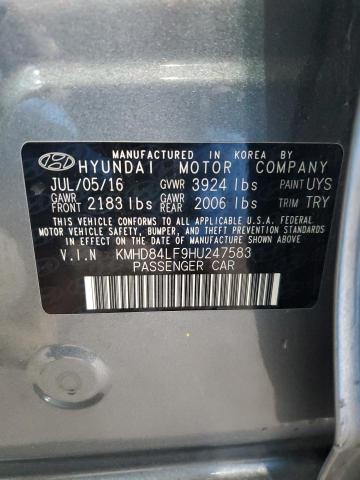 MANUFACTURED IN KOREA BY
HYUNDAI MOTOR COMPANY
JUL/05/16 GVWR 3924 lbs PAINT UYS
GAWR FRONT 2183 lbs GAWR REAR 2006 lbs TRIM TRY
THIS VEHICLE CONFORMS TO ALL APPLICABLE U.S.A. FEDERAL
MOTOR VEHICLE SAFETY, BUMPER, AND THEFT PREVENTION
STANDARDS IN EFFECT ON THE DATE OF MANUFACTURE SHOWN ABOVE.
V.I.N KMHD84LF9HU247583
PASSENGER CAR